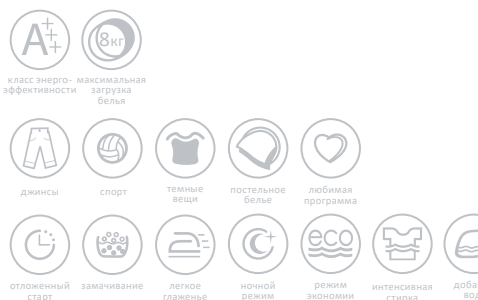 A+++
8кг
класс энерго- максимальная
эффективности загрузка
белья
джинсы спорт темные постельное любимая
вещи белье программа
eco
отложенный замачивание легкое ночной режим интенсивная
старт глаженье режим экономии стирка